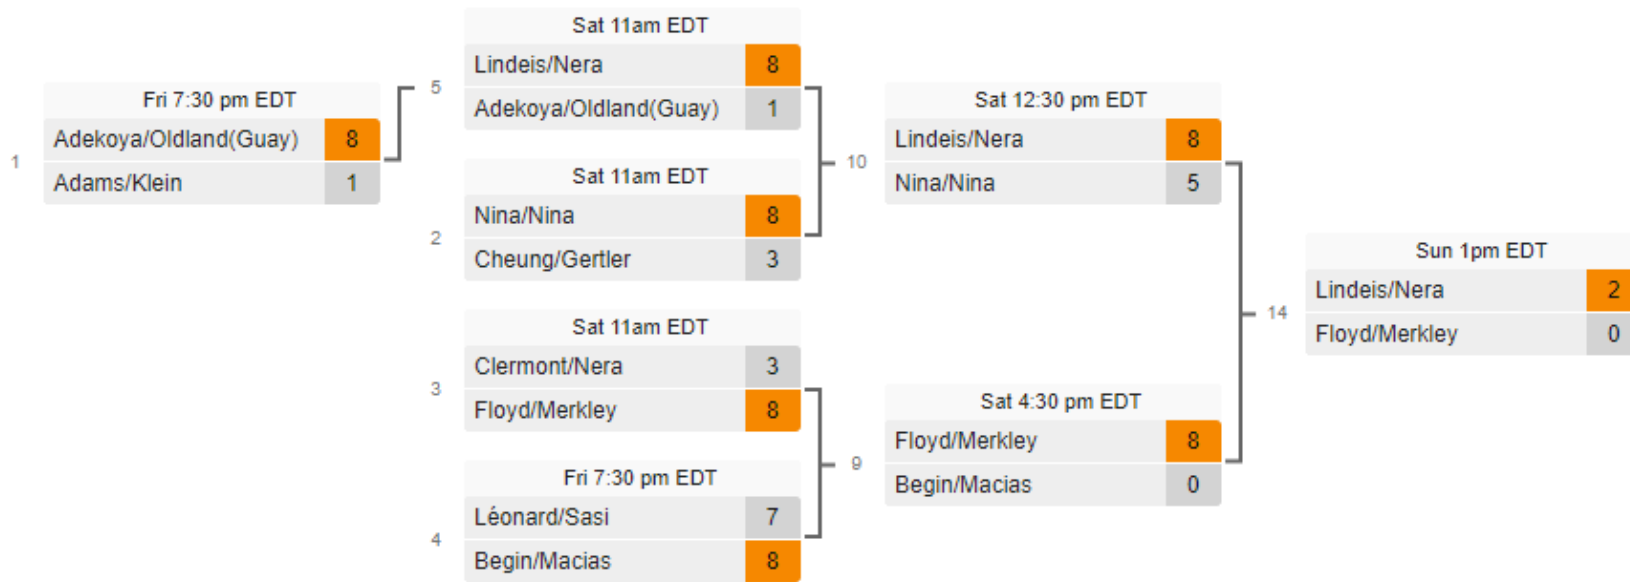 Fri 7:30 pm EDT
1
Adekoya/Oldland(Guay) 8
Adams/Klein 1
Sat 11am EDT
5
Lindeis/Nera 8
Adekoya/Oldland(Guay) 1
Sat 11am EDT
2
Nina/Nina 8
Cheung/Gertler 3
Sat 11am EDT
3
Clermont/Nera 3
Floyd/Merkley 8
Fri 7:30 pm EDT
4
Léonard/Sasi 7
Begin/Macias 8
Sat 12:30 pm EDT
10
Lindeis/Nera 8
Nina/Nina 5
Sat 4:30 pm EDT
9
Floyd/Merkley 8
Begin/Macias 0
Sun 1pm EDT
14
Lindeis/Nera 2
Floyd/Merkley 0